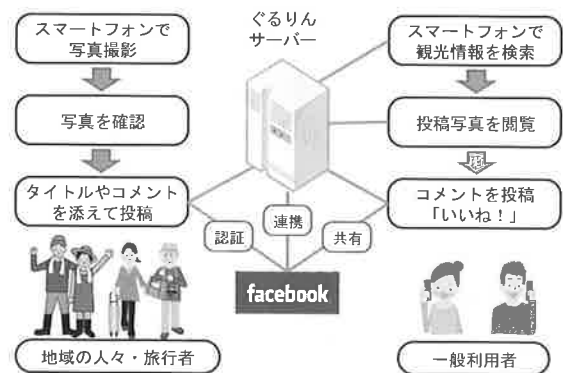 スマートフォンで
写真撮影
写真を確認
タイトルやコメント
を添えて投稿
地域の人々・旅行者
ぐるりん
サーバー
認証
連携
共有
facebook
スマートフォンで
観光情報を検索
投稿写真を閲覧
コメントを投稿
「いいね！」
一般利用者